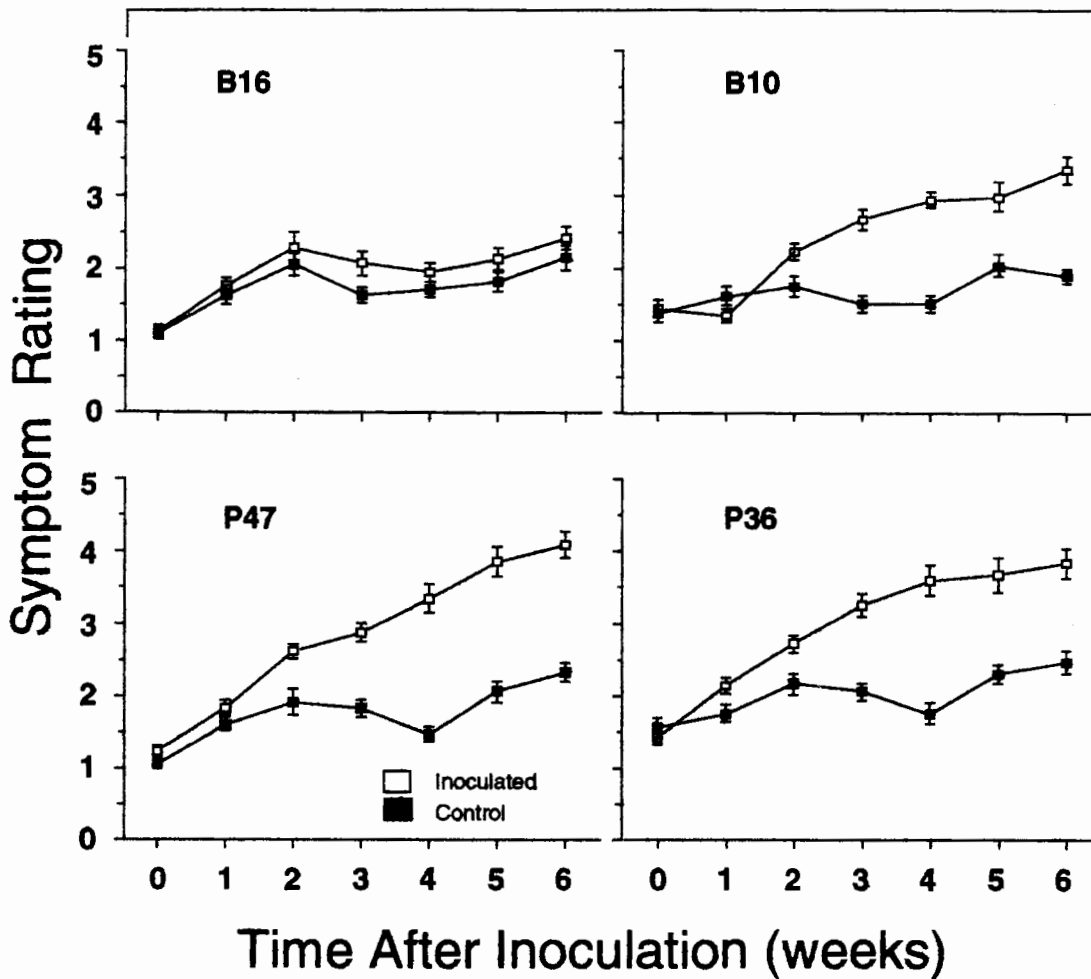 Symptom Rating
B16
5
4
3
2
1
0
B10
P47
5
4
3
2
1
0
Inoculated
Control
0 1 2 3 4 5 6
P36
0 1 2 3 4 5 6
Time After Inoculation (weeks)